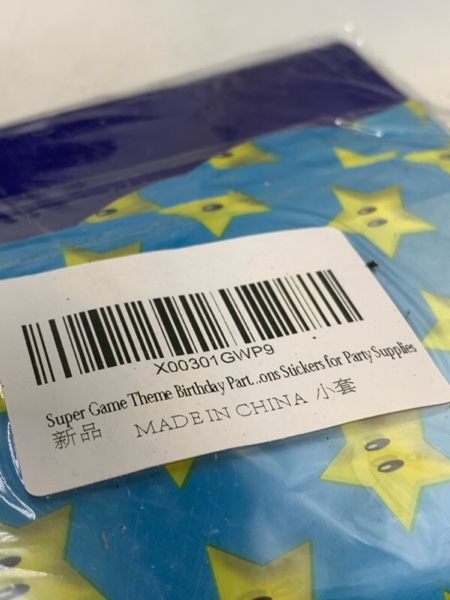 X00301GWP9
Super Game Theme Birthday Part...ons Stickers for Party Supplies
新品 MADE IN CHINA 小套